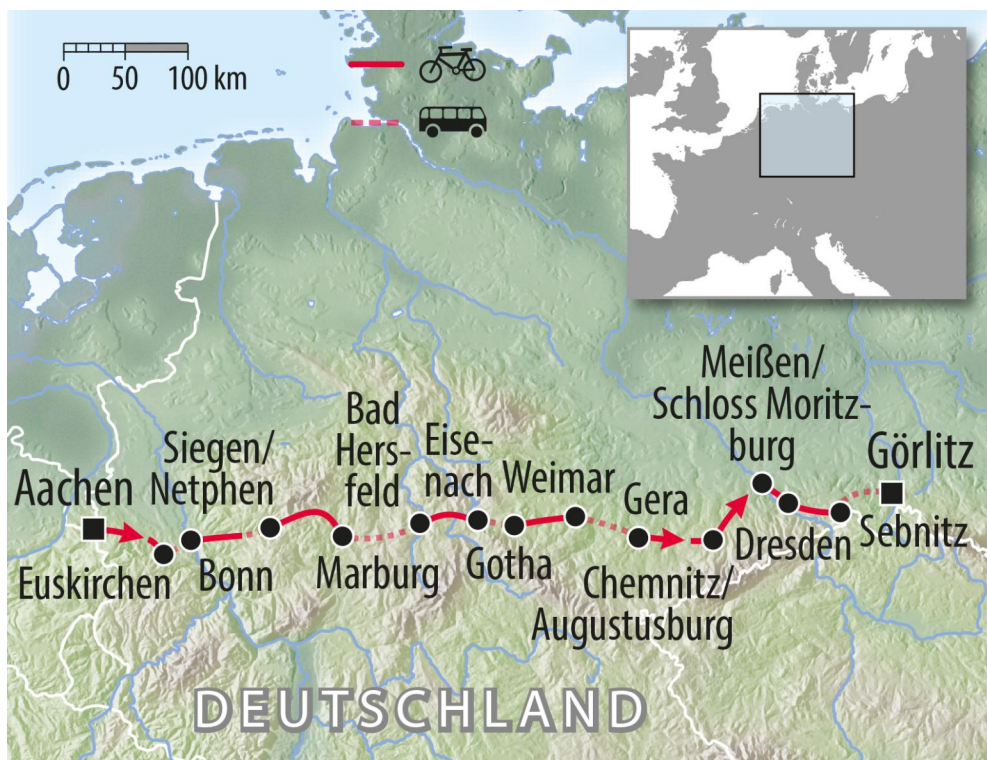 0 50 100 km
Meißen/
Schloss Moritz-
burg
Bad
Hers-
feld
Siegen/
Netphen
Eise-
nach
Görlitz
Aachen
Weimar
Gera
Euskirchen
Bonn
Marburg
Gotha
Dresden
Sebnitz
Chemnitz/
Augustusburg
DEUTSCHLAND